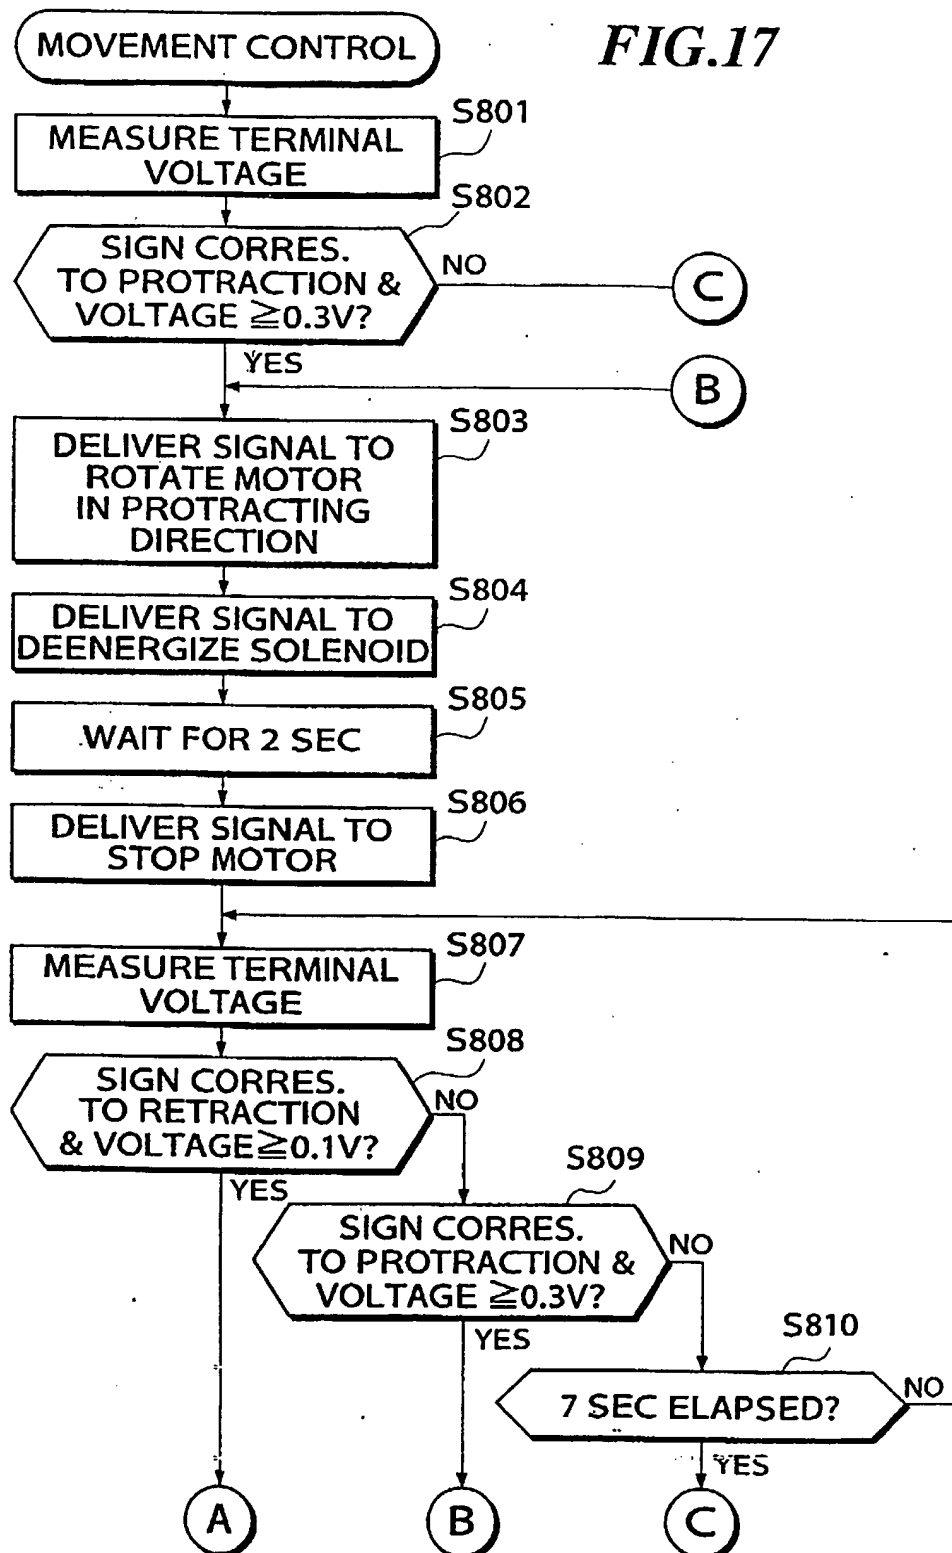 FIG.17
MOVEMENT CONTROL
S801
MEASURE TERMINAL
VOLTAGE
S802
SIGN CORRES.
TO PROTRACTION &
VOLTAGE ≧0.3V?
NO
C
YES
B
S803
DELIVER SIGNAL TO
ROTATE MOTOR
IN PROTRACTING
DIRECTION
S804
DELIVER SIGNAL TO
DEENERGIZE SOLENOID
S805
WAIT FOR 2 SEC
S806
DELIVER SIGNAL TO
STOP MOTOR
S807
MEASURE TERMINAL
VOLTAGE
S808
SIGN CORRES.
TO RETRACTION
& VOLTAGE≧0.1V?
NO
YES
S809
SIGN CORRES.
TO PROTRACTION &
VOLTAGE ≧0.3V?
NO
YES
S810
7 SEC ELAPSED?
NO
YES
A
B
C